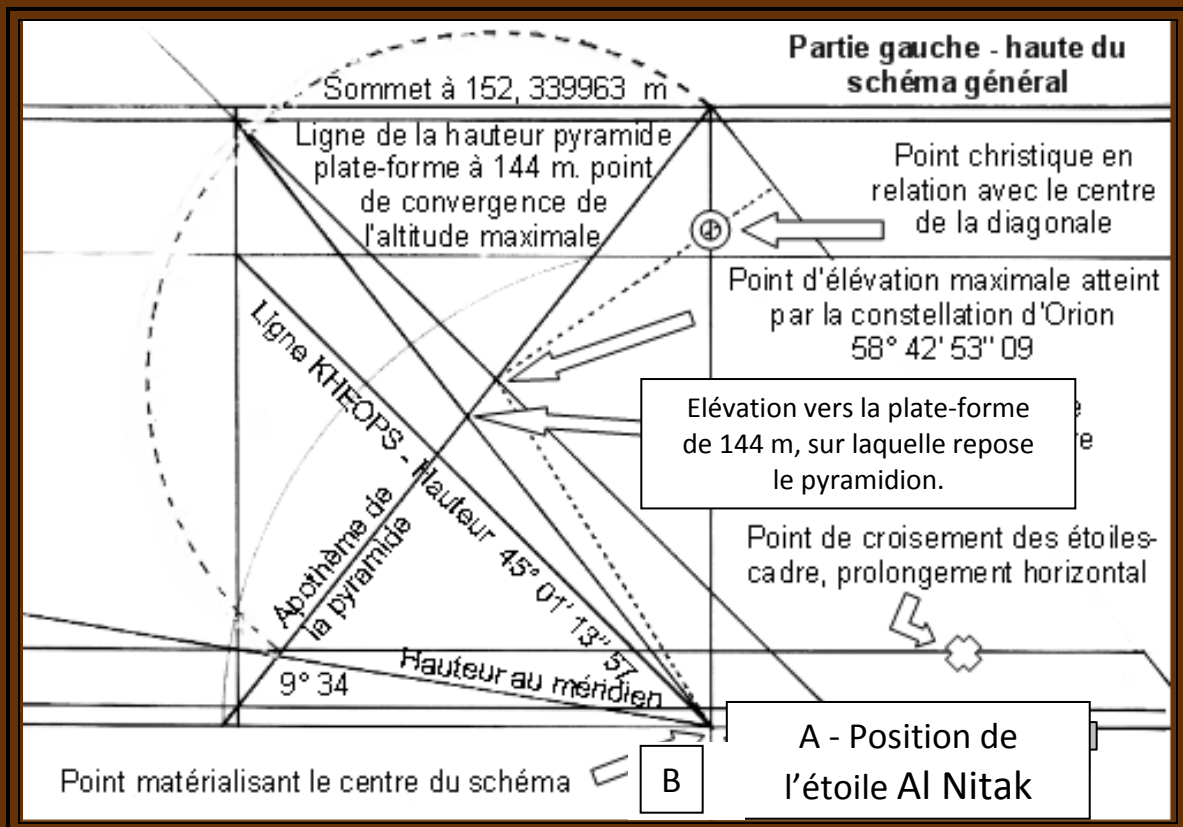 Partie gauche - haute du
schéma général
Sommet à 152, 339963 m
Ligne de la hauteur pyramide
plate-forme à 144 m. point
de convergence de
l'altitude maximale
Point christique en
relation avec le centre
de la diagonale
Point d'élévation maximale atteint
par la constellation d'Orion
58° 42' 53'' 09
Elévation vers la plate-forme
de 144 m, sur laquelle repose
le pyramidion.
Ligne KHEOPS - Hauteur 45° 01' 13'' 57
Apothème de
la pyramide
Point de croisement des étoiles-
cadre, prolongement horizontal
Hauteur au méridien
9° 34
A - Position de
l'étoile Al Nitak
B
Point matérialisant le centre du schéma